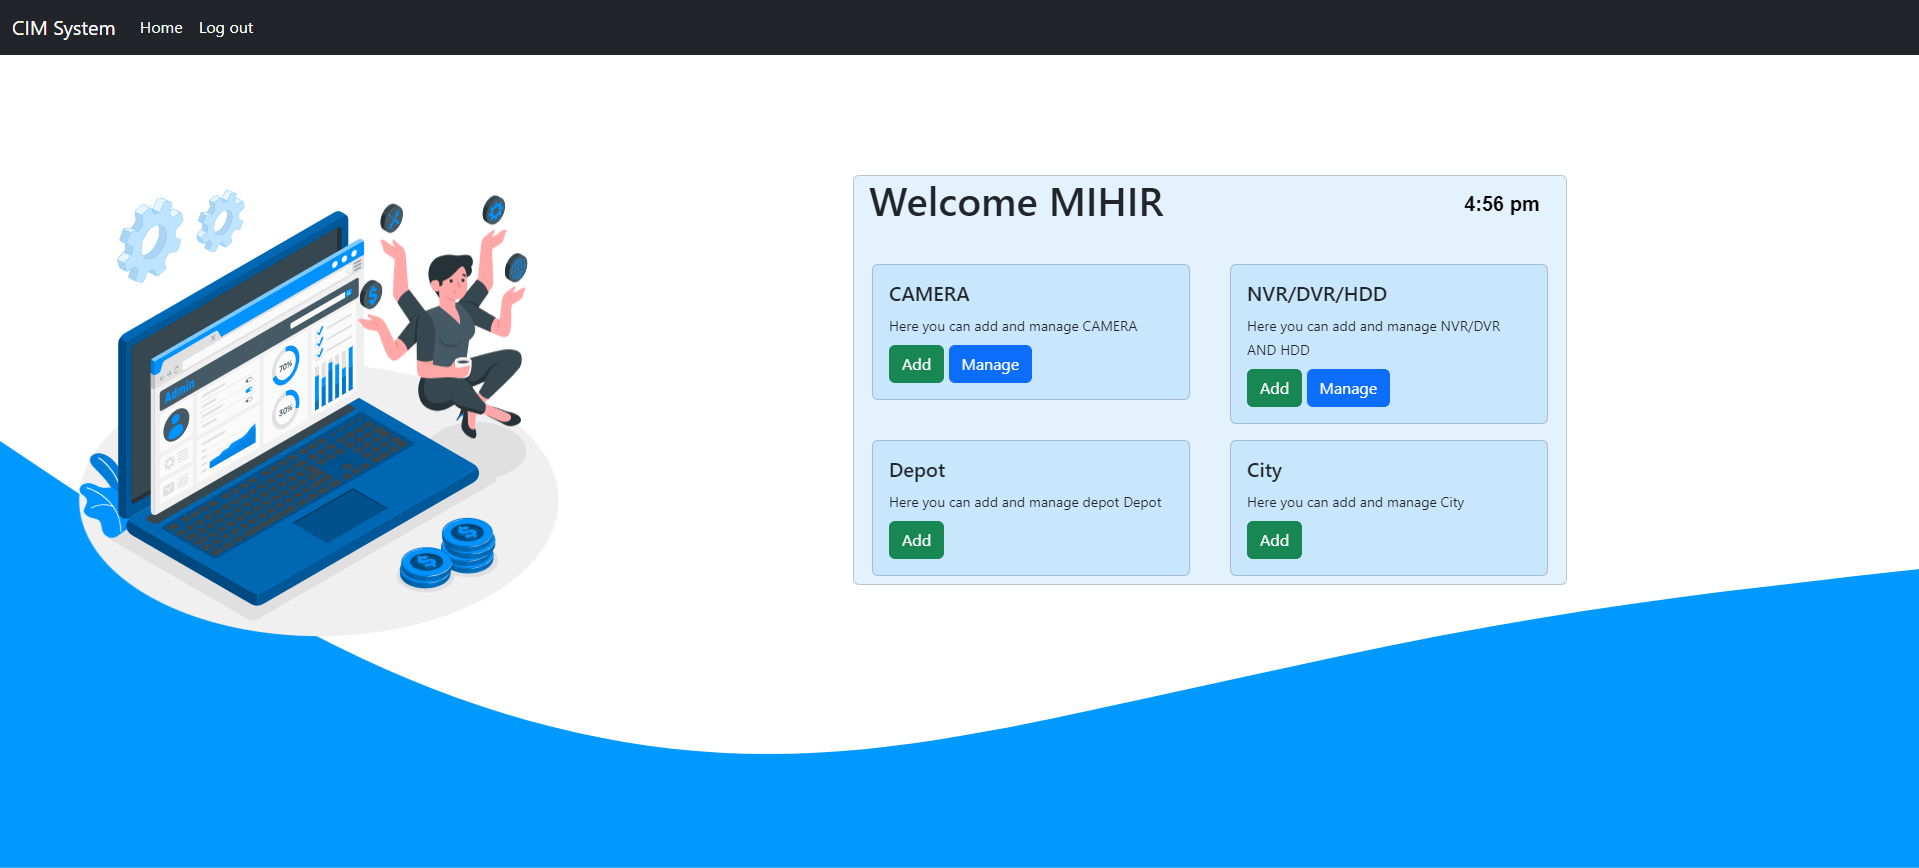 CIM System Home Log out
Welcome MIHIR 4:56 pm
CAMERA
Here you can add and manage CAMERA
Add Manage
NVR/DVR/HDD
Here you can add and manage NVR/DVR
AND HDD
Add Manage
Depot
Here you can add and manage depot Depot
Add
City
Here you can add and manage City
Add
Admin
70%
30%